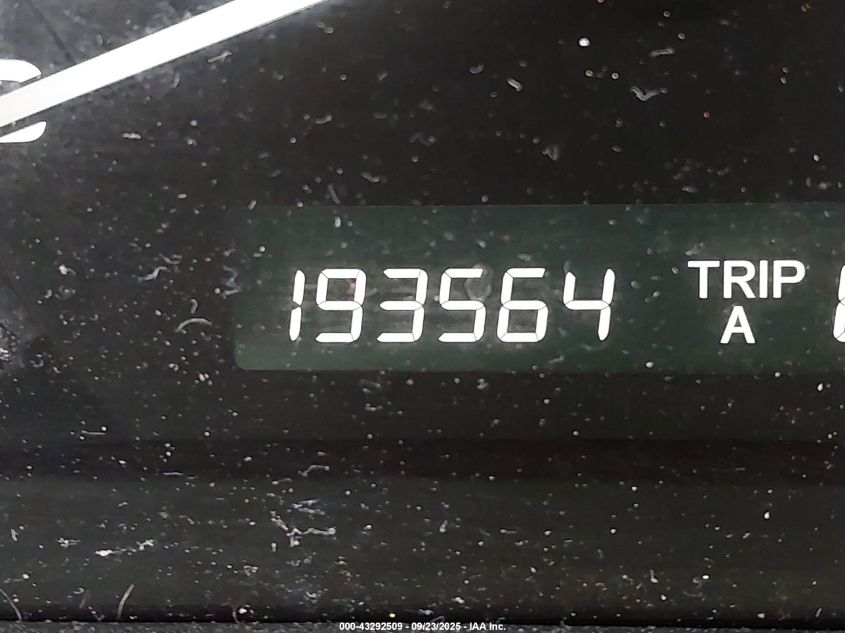 C
193564 TRIP
A
000-43292509 - 09/23/2025 - IAA Inc.